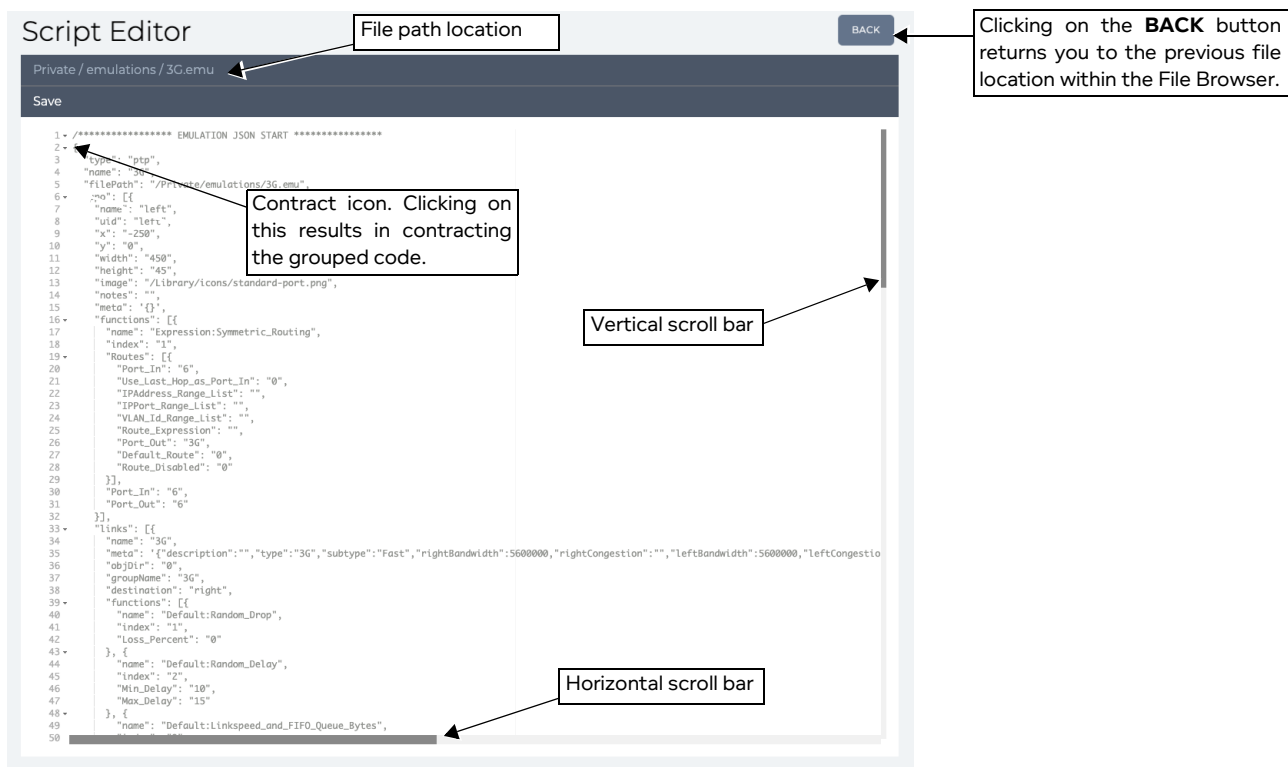 Script Editor
File path location
BACK
Clicking on the BACK button
returns you to the previous file
location within the File Browser.
Private / emulations / 3G.emu
Save
1 /***************** EMULATION JSON START ****************
2 {
3 "type": "ptp",
4 "name": "3G",
5 "filePath": "/Private/emulations/3G.emu",
6
7 "name": "left",
8 "uid": "left",
9 "x": "-250",
10 "y": "0",
11 "width": "450",
12 "height": "45",
13 "image": "/Library/icons/standard-port.png",
14 "notes": "",
15 "meta": '{}',
16 "functions": [{
17 "name": "Expression:Symmetric_Routing",
18 "index": "1",
19 "Routes": [{
20 "Port_In": "6",
21 "Use_Last_Hop_as_Port_In": "0",
22 "IPAddress_Range_List": "",
23 "IPPort_Range_List": "",
24 "VLAN_Id_Range_List": "",
25 "Route_Expression": "",
26 "Port_Out": "3G",
27 "Default_Route": "0",
28 "Route_Disabled": "0"
29 }],
30 "Port_In": "6",
31 "Port_Out": "6"
32 }],
33 "links": [{
34 "name": "3G",
35 "meta": '{"description":"","type":"3G","subtype":"Fast","rightBandwidth":5600000,"rightCongestion":"","leftBandwidth":5600000,"leftCongestio
36 "objDir": "0",
37 "groupName": "3G",
38 "destination": "right",
39 "functions": [{
40 "name": "Default:Random_Drop",
41 "index": "1",
42 "Loss_Percent": "0"
43 }, {
44 "name": "Default:Random_Delay",
45 "index": "2",
46 "Min_Delay": "10",
47 "Max_Delay": "15"
48 }, {
49 "name": "Default:Linkspeed_and_FIFO_Queue_Bytes",
50
Contract icon. Clicking on
this results in contracting
the grouped code.
Vertical scroll bar
Horizontal scroll bar